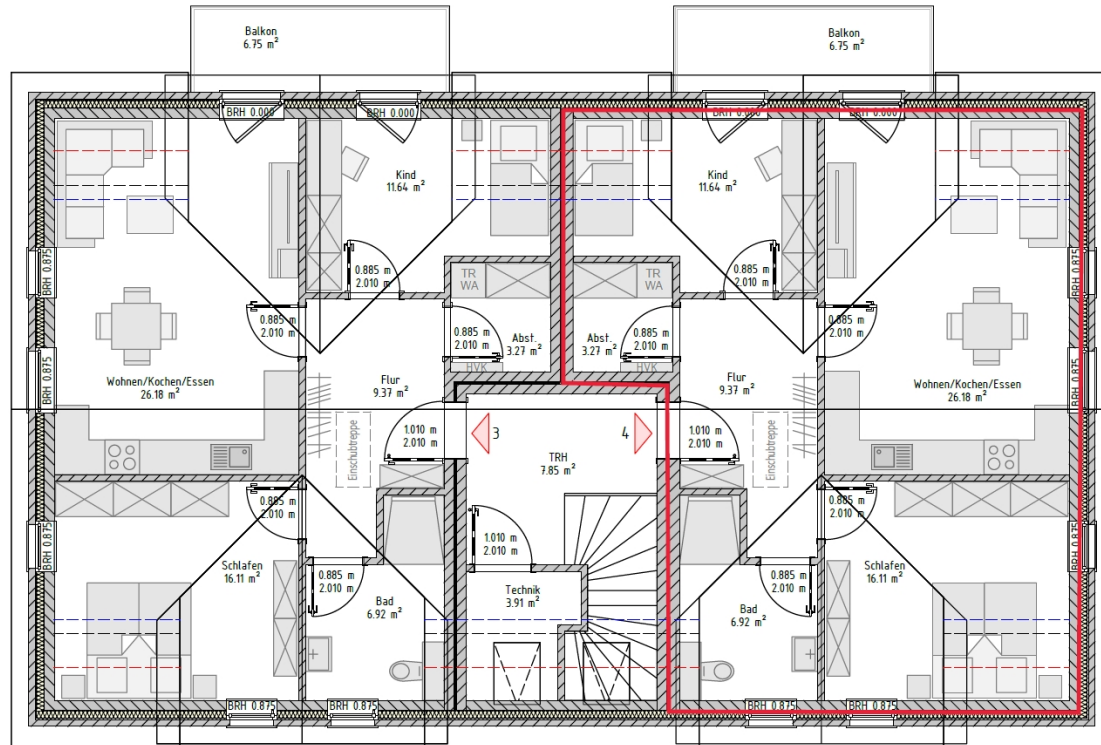 Balkon
6.75 m²
Balkon
6.75 m²
BRH 0.000
BRH 0.000
BRH 0.000
BRH 0.000
Kind
11.64 m²
Kind
11.64 m²
BRH 0.875
0.885 m
2.010 m
TR
WA
TR
WA
0.885 m
2.010 m
BRH 0.875
0.885 m
2.010 m
0.885 m
2.010 m
Abst.
3.27 m²
Abst.
3.27 m²
0.885 m
2.010 m
0.885 m
2.010 m
BRH 0.875
HVK
HVK
BRH 0.875
Wohnen/Kochen/Essen
26.18 m²
Flur
9.37 m²
Flur
9.37 m²
Wohnen/Kochen/Essen
26.18 m²
Einschubtreppe
1.010 m
2.010 m
3
4
1.010 m
2.010 m
Einschubtreppe
TRH
7.85 m²
BRH 0.875
0.885 m
2.010 m
0.885 m
2.010 m
BRH 0.875
1.010 m
2.010 m
Schlafen
16.11 m²
0.885 m
2.010 m
Technik
3.91 m²
0.885 m
2.010 m
Schlafen
16.11 m²
Bad
6.92 m²
Bad
6.92 m²
BRH 0.875
BRH 0.875
BRH 0.875
BRH 0.875